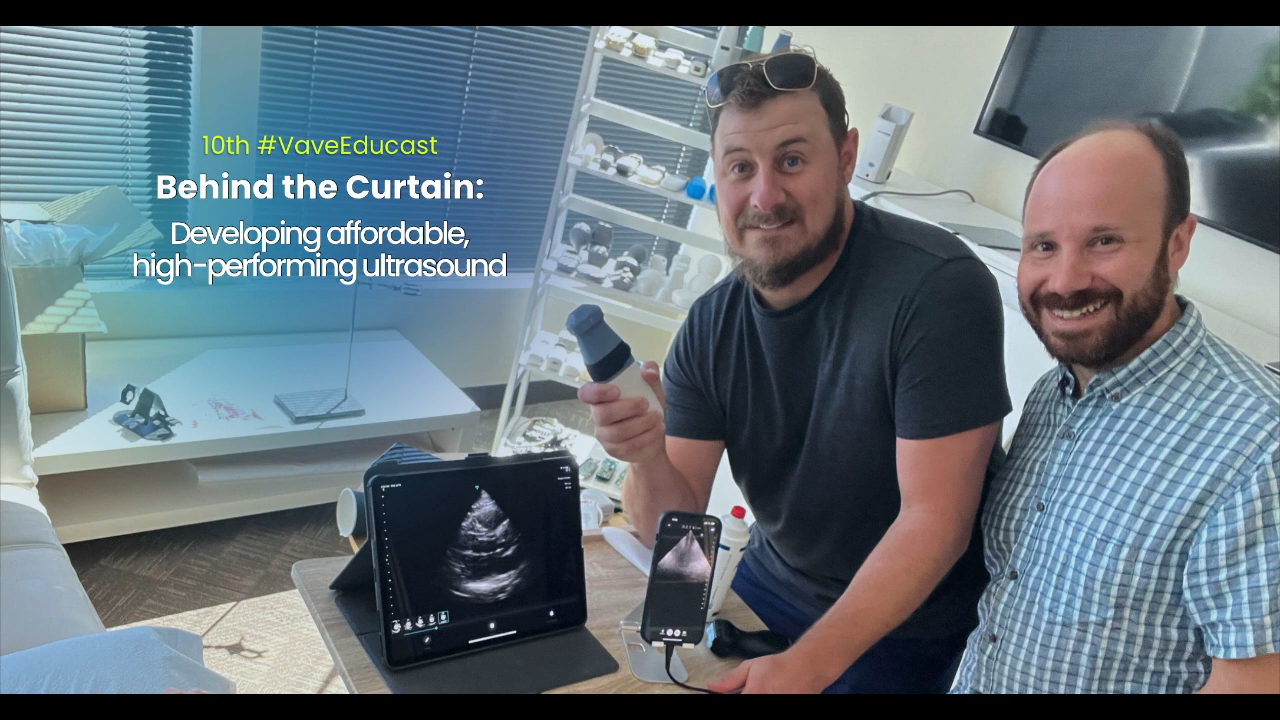 10th #VaveEducast
Behind the Curtain:
Developing affordable,
high-performing ultrasound